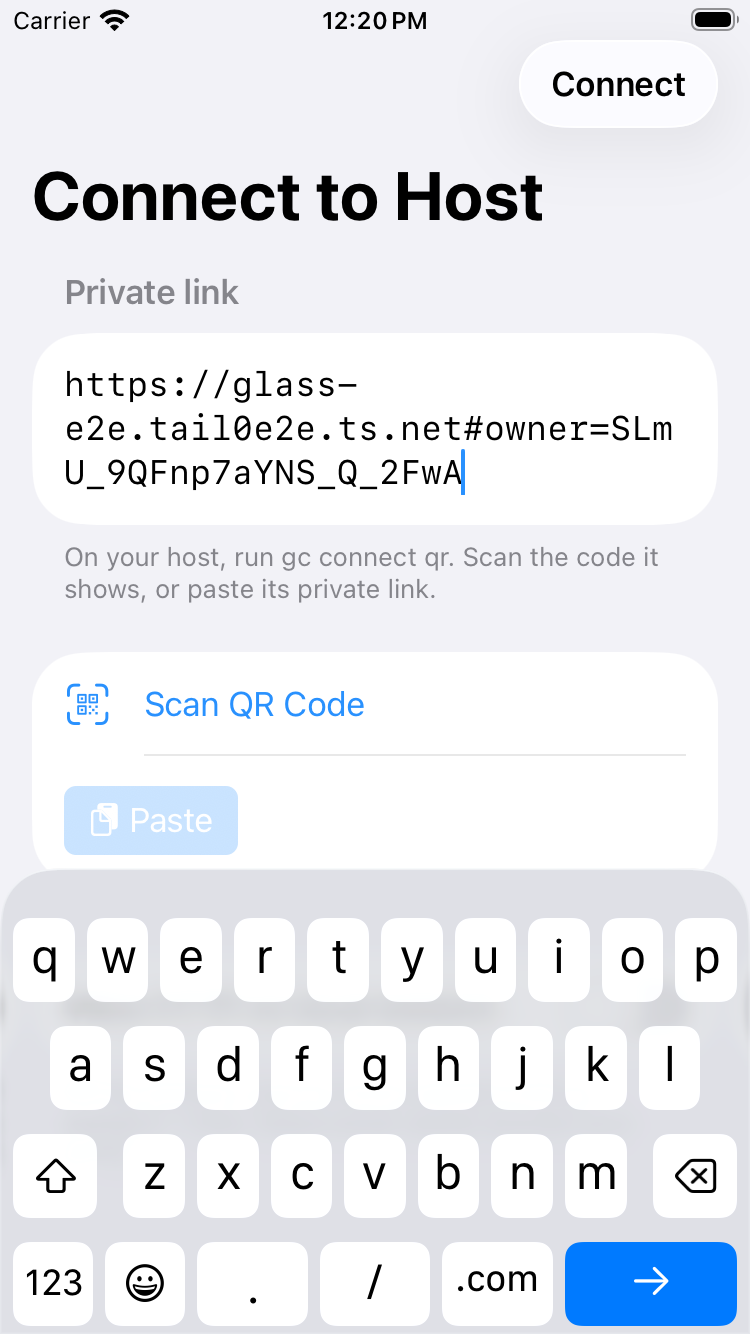 Carrier 12:20 PM
Connect
Connect to Host
Private link
https://glass-
e2e.tail0e2e.ts.net#owner=SLm
U_9QFnp7aYNS_Q_2FwA
On your host, run gc connect qr. Scan the code it
shows, or paste its private link.
Scan QR Code
Paste
q w e r t y u i o p
a s d f g h j k l
z x c v b n m
123 . / .com